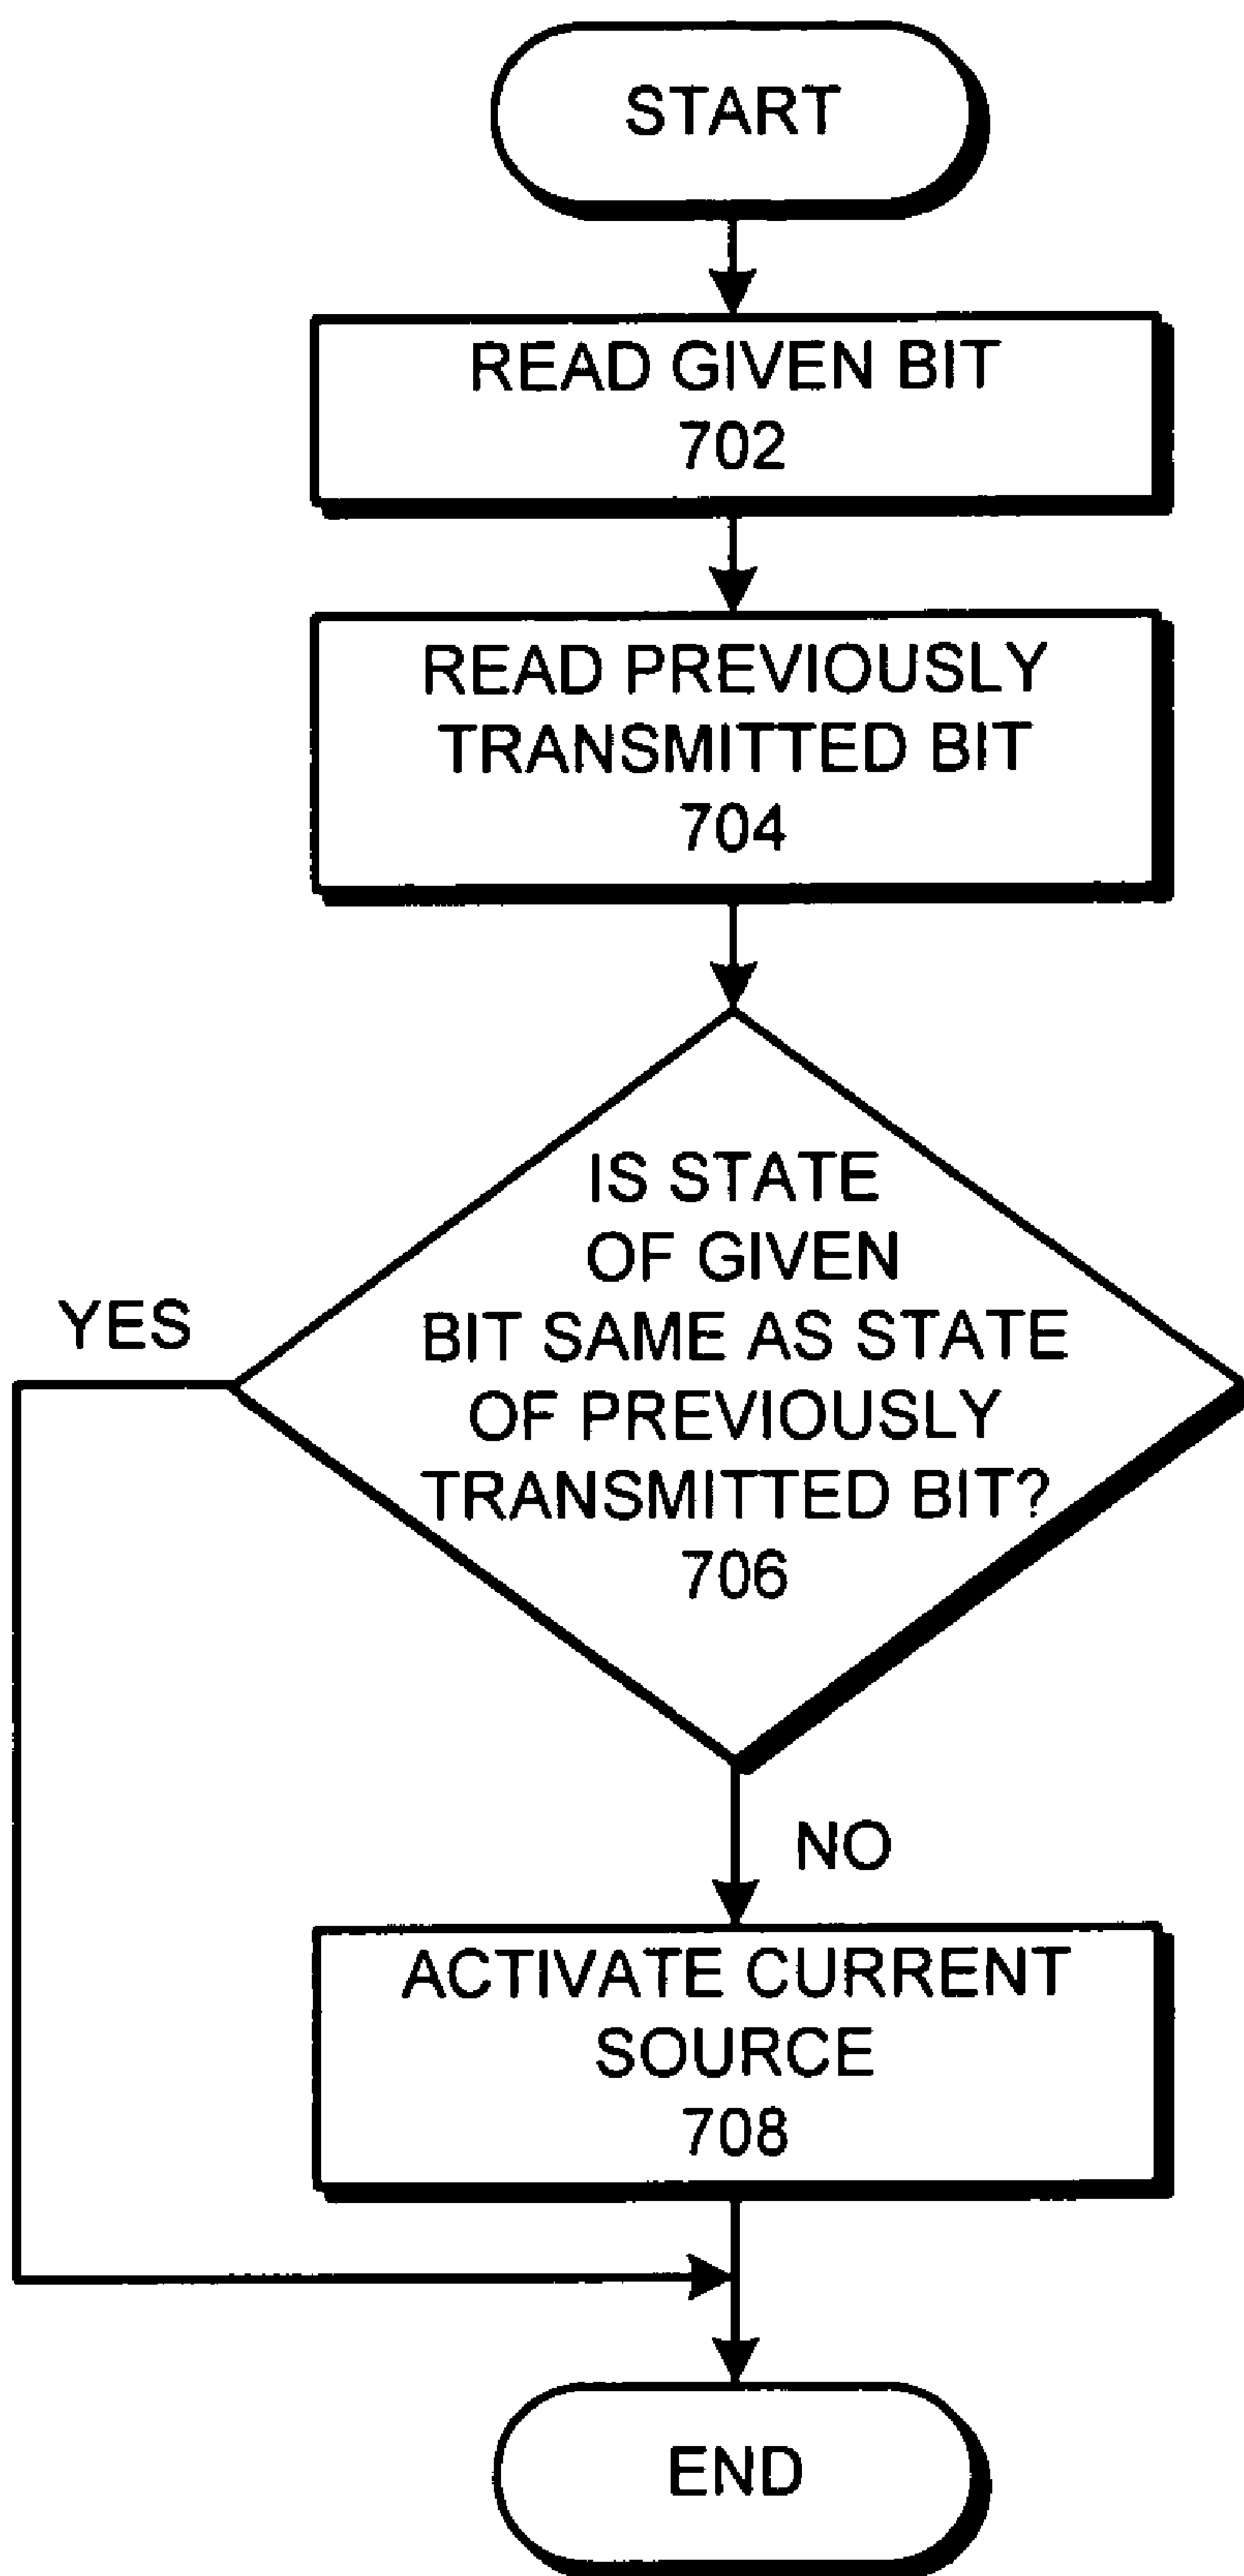 START
READ GIVEN BIT
702
READ PREVIOUSLY
TRANSMITTED BIT
704
IS STATE
OF GIVEN
BIT SAME AS STATE
OF PREVIOUSLY
TRANSMITTED BIT?
706
YES
NO
ACTIVATE CURRENT
SOURCE
708
END